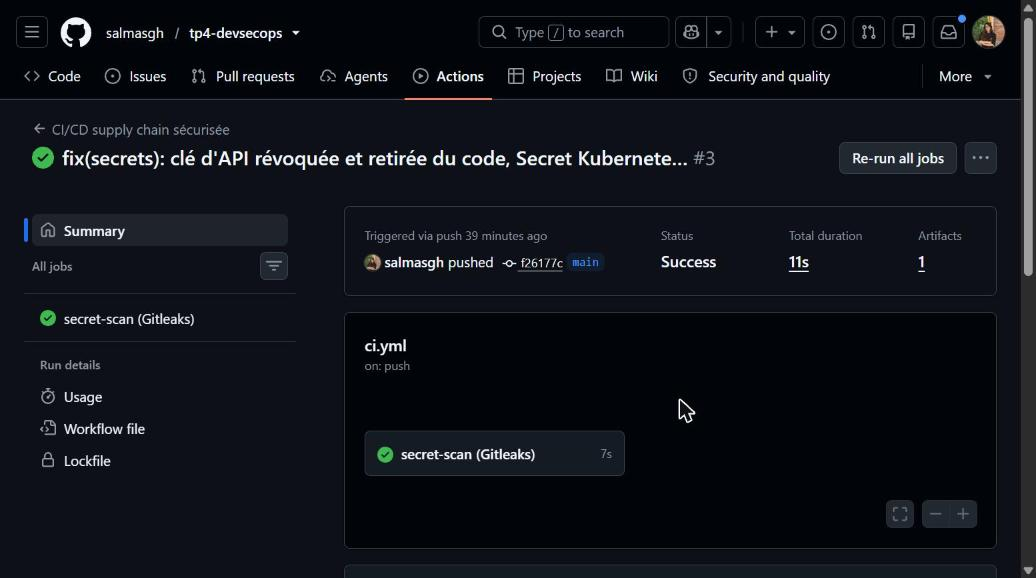 salmasgh / tp4-devsecops
Type / to search
Code Issues Pull requests Agents Actions Projects Wiki Security and quality More
CI/CD supply chain sécurisée
fix(secrets): clé d'API révoquée et retirée du code, Secret Kubernete... #3
Re-run all jobs
Summary
All jobs
secret-scan (Gitleaks)
Run details
Usage
Workflow file
Lockfile
Triggered via push 39 minutes ago
salmasgh pushed f26177c main
Status
Success
Total duration
11s
Artifacts
1
ci.yml
on: push
secret-scan (Gitleaks) 7s